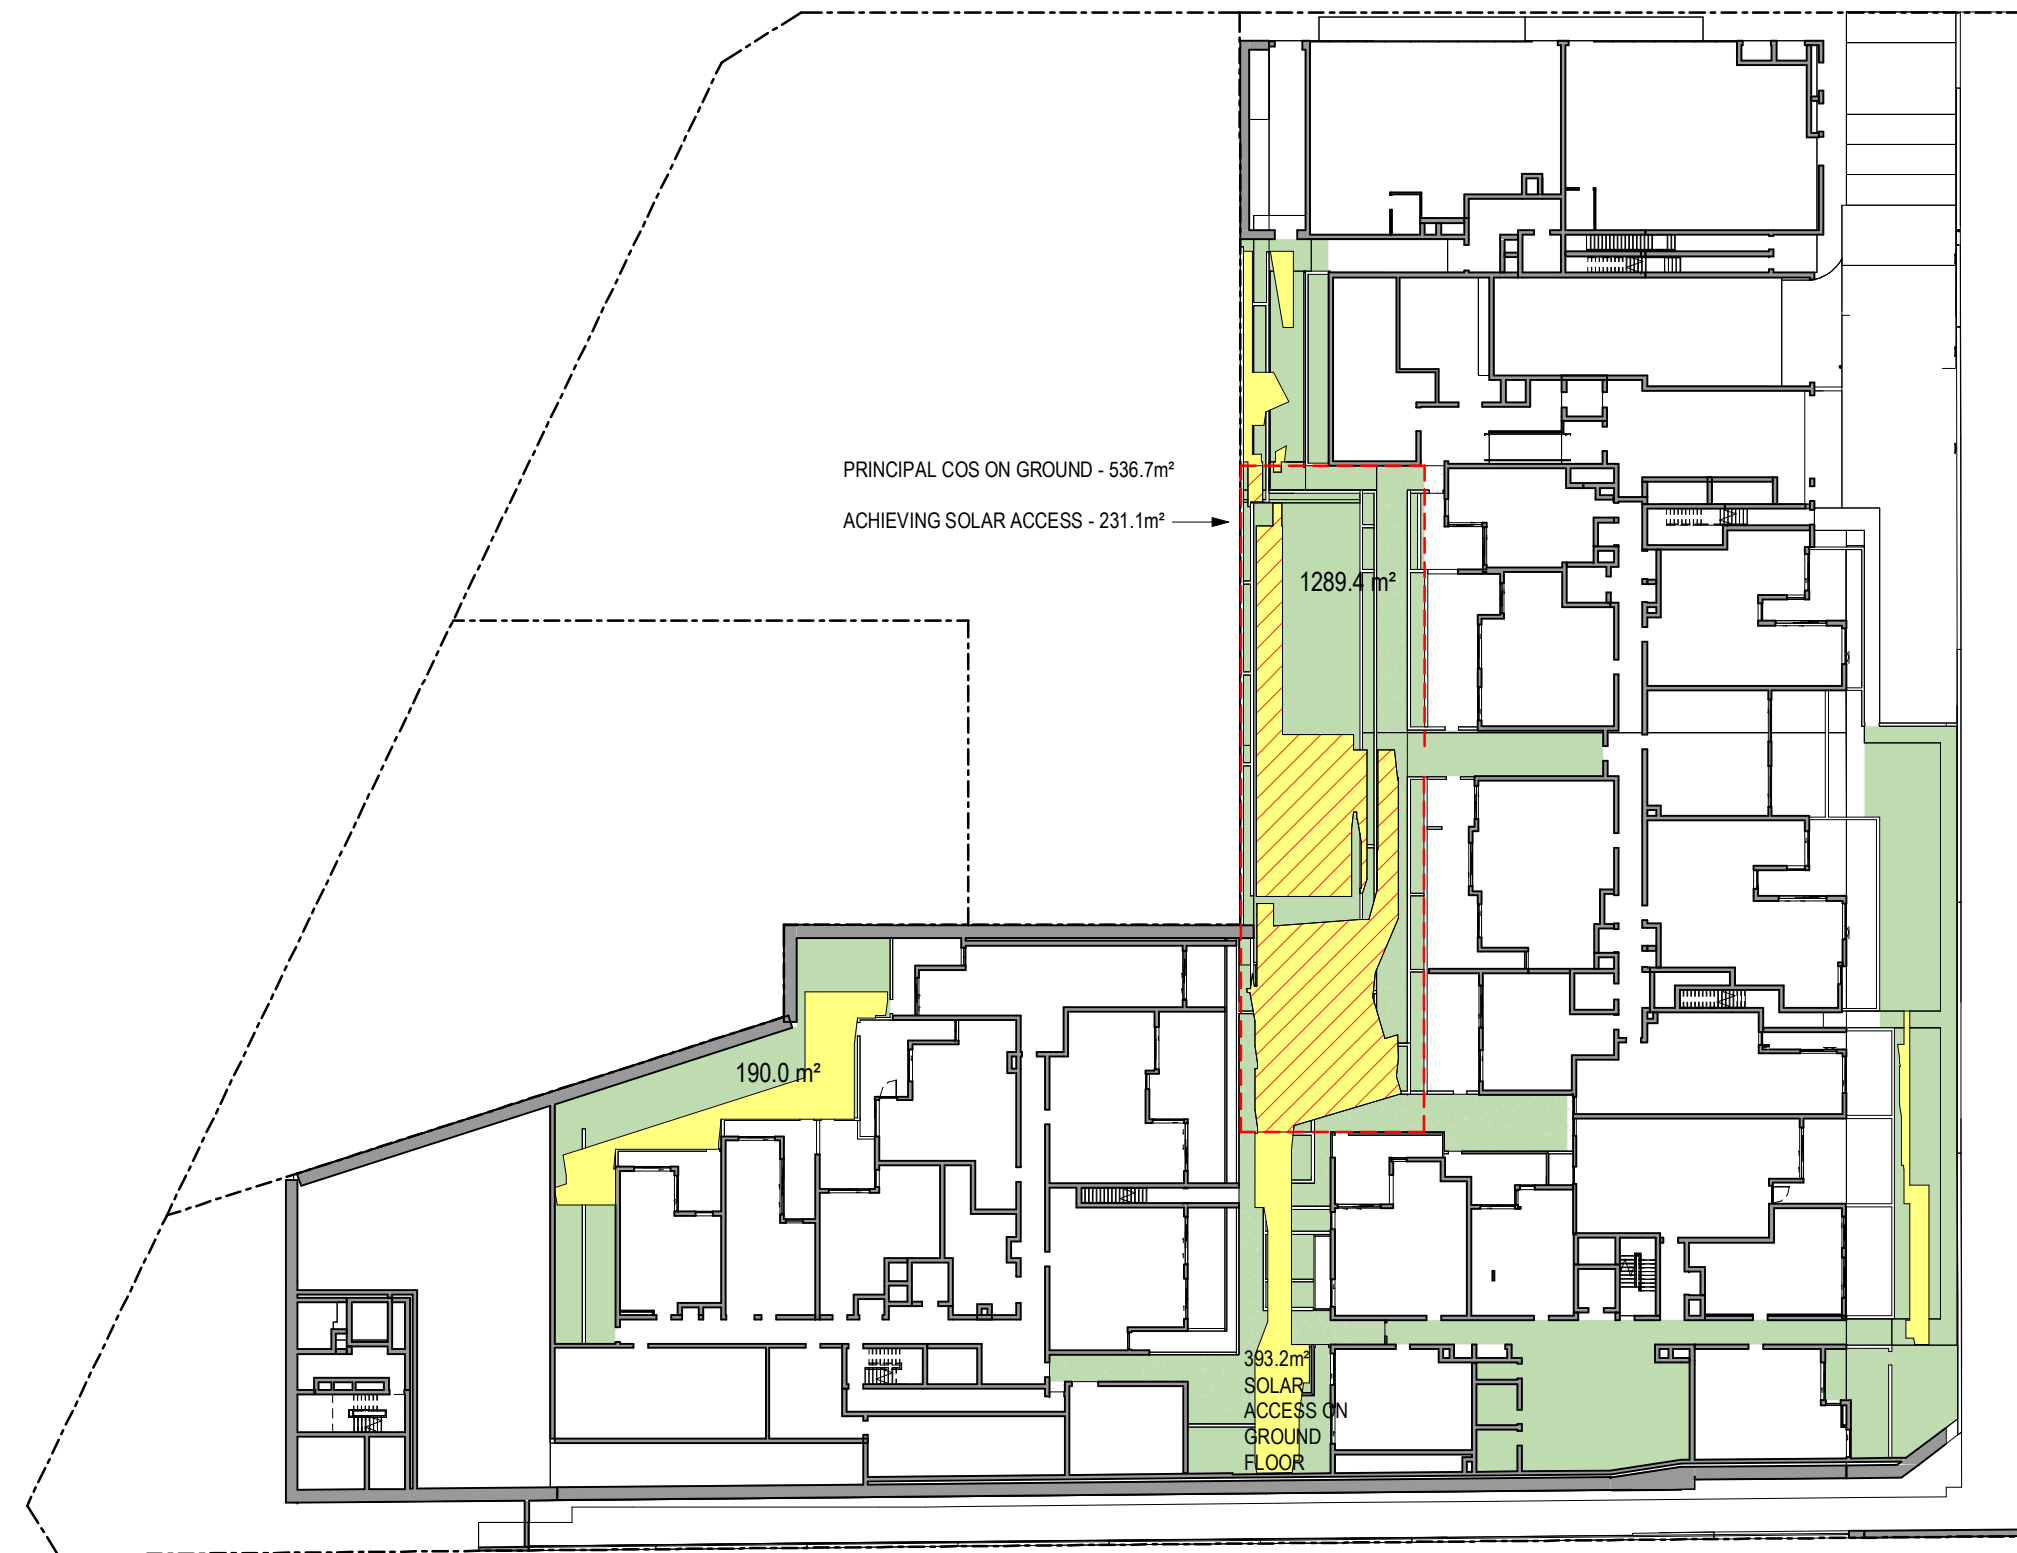 PRINCIPAL COS ON GROUND - 536.7m²
ACHIEVING SOLAR ACCESS - 231.1m²
1289.4 m²
190.0 m²
393.2m²
SOLAR
ACCESS ON
GROUND
FLOOR